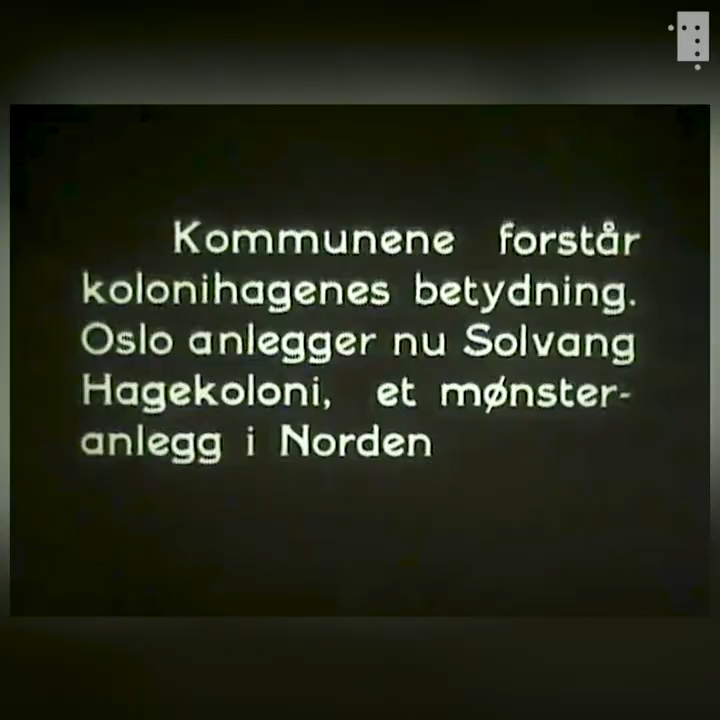 Kommunene forstår
kolonihagenes betydning.
Oslo anlegger nu Solvang
Hagekoloni, et mønster-
anlegg i Norden